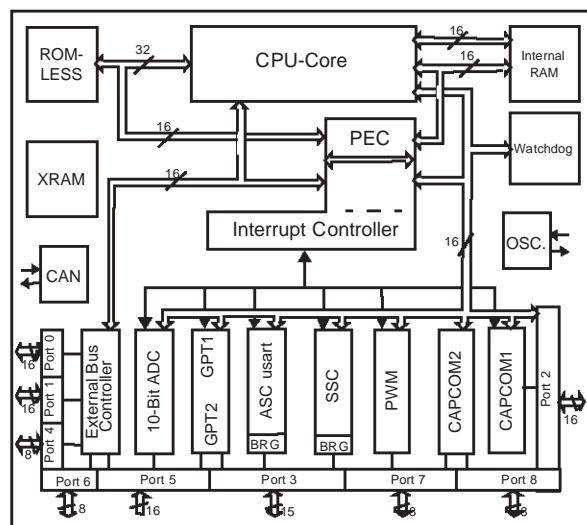 ROM-
LESS
32
CPU-Core
16
16
Internal
RAM
16
PEC
Watchdog
XRAM
16
Interrupt Controller
16
OSC.
CAN
Port 0
16
Port 1
16
Port 4
8
External Bus
Controller
10-Bit ADC
GPT1
GPT2
ASC usart
BRG
SSC
BRG
PWM
CAPCOM2
CAPCOM1
Port 2
16
Port 6
Port 5
Port 3
Port 7
Port 8
8
16
15
8
8